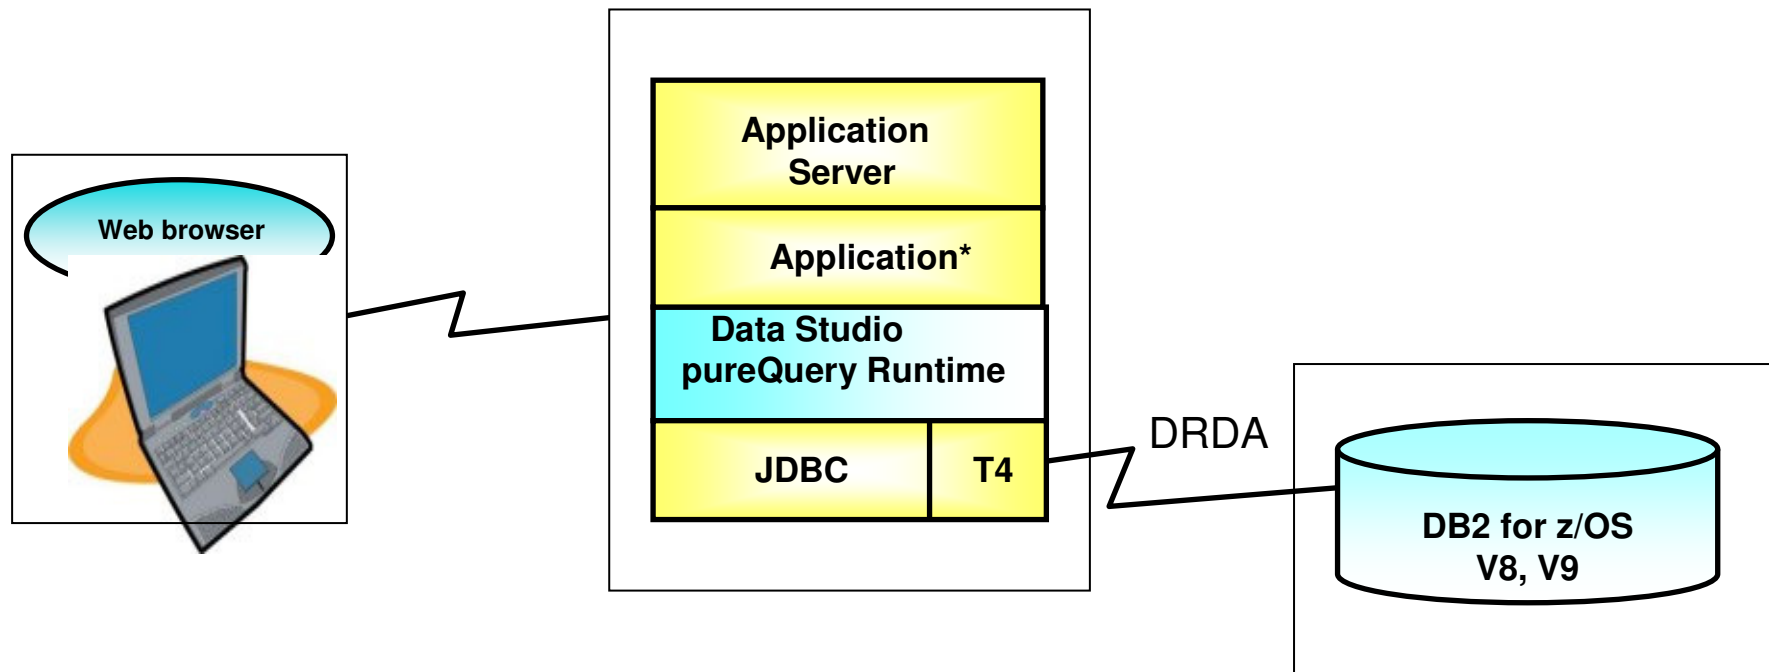 Web browser
Application
Server
Application*
Data Studio
pureQuery Runtime
JDBC
T4
DRDA
DB2 for z/OS
V8, V9